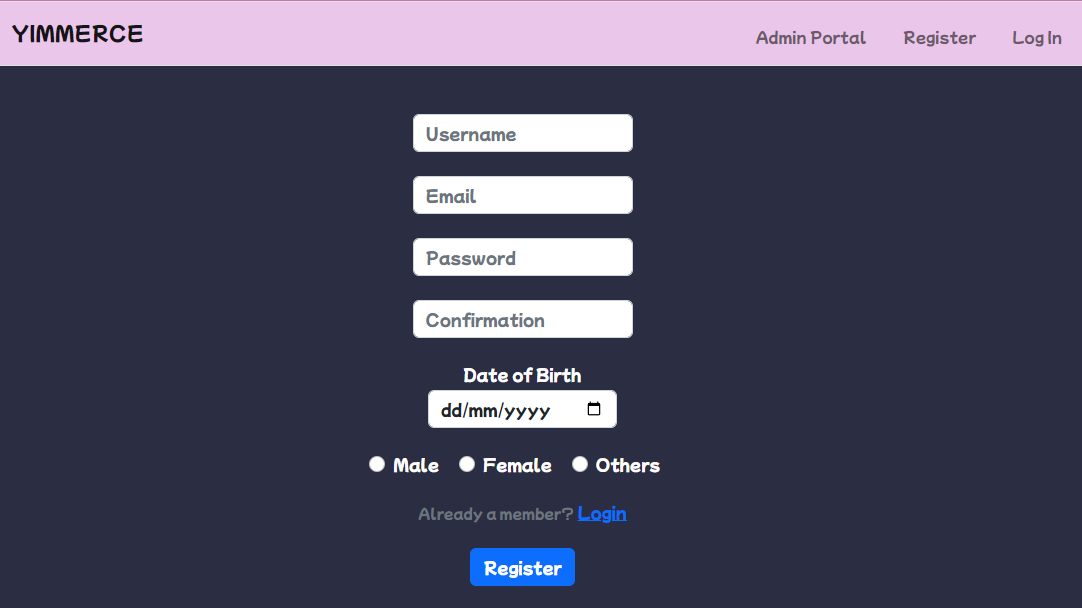 YIMMERCE
Admin Portal Register Log In
Username
Email
Password
Confirmation
Date of Birth
dd/mm/yyyy
Male Female Others
Already a member? Login
Register